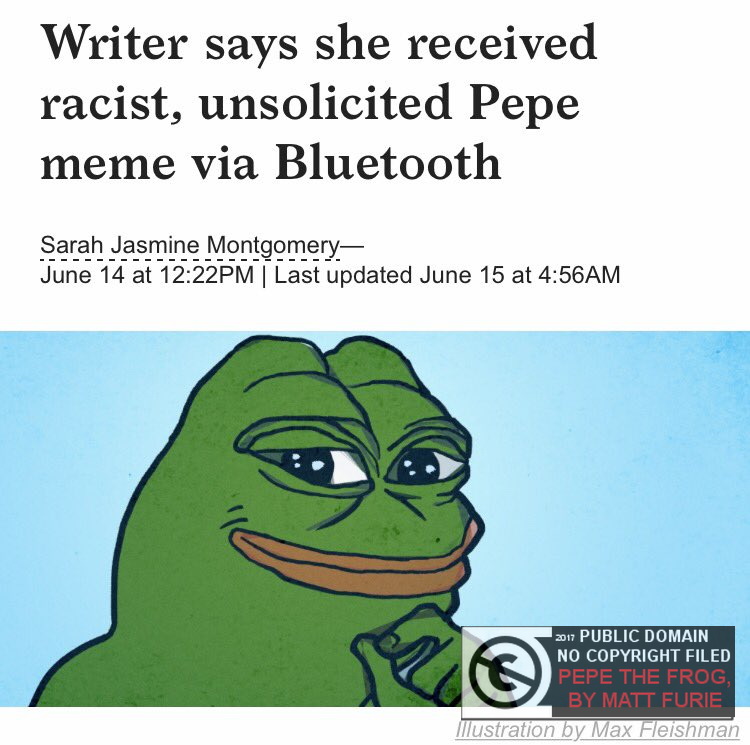 Writer says she received
racist, unsolicited Pepe
meme via Bluetooth
Sarah Jasmine Montgomery—
June 14 at 12:22PM | Last updated June 15 at 4:56AM
2017 PUBLIC DOMAIN
NO COPYRIGHT FILED
PEPE THE FROG,
BY MATT FURIE
Illustration by Max Fleishman